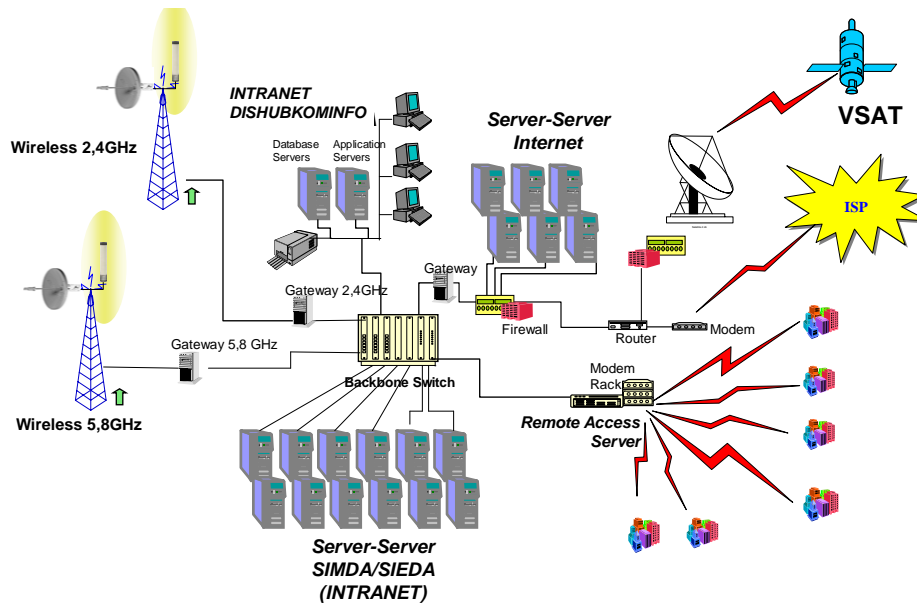 Wireless 2,4GHz
INTRANET
DISHUBKOMINFO
Database
Servers
Application
Servers
Server-Server
Internet
VSAT
ISP
Gateway
Gateway 2,4GHz
Firewall
Router
Modem
Gateway 5,8 GHz
Backbone Switch
Modem
Rack
Wireless 5,8GHz
Remote Access
Server
Server-Server
SIMDA/SIEDA
(INTRANET)